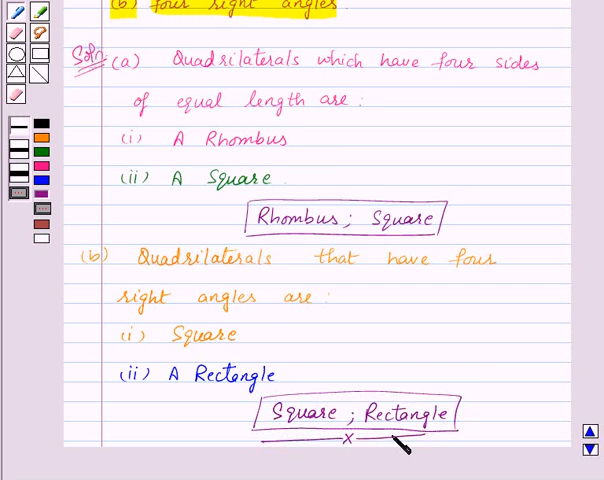 (b) four right angles.
Soln: (a) Quadrilaterals which have four sides
of equal length are :
(i) A Rhombus
(ii) A Square.
Rhombus ; Square
(b) Quadrilaterals that have four
right angles are :
(i) Square
(ii) A Rectangle
Square ; Rectangle
x